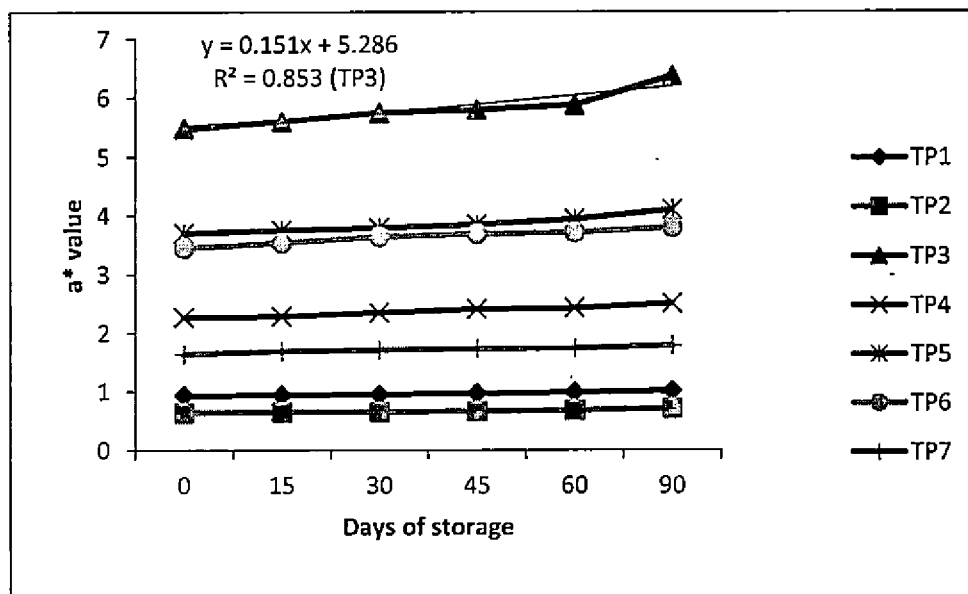 y = 0.151x + 5.286
R² = 0.853 (TP3)
7
6
5
4
3
2
1
0
a* value
0 15 30 45 60 90
Days of storage
TP1
TP2
TP3
TP4
TP5
TP6
TP7